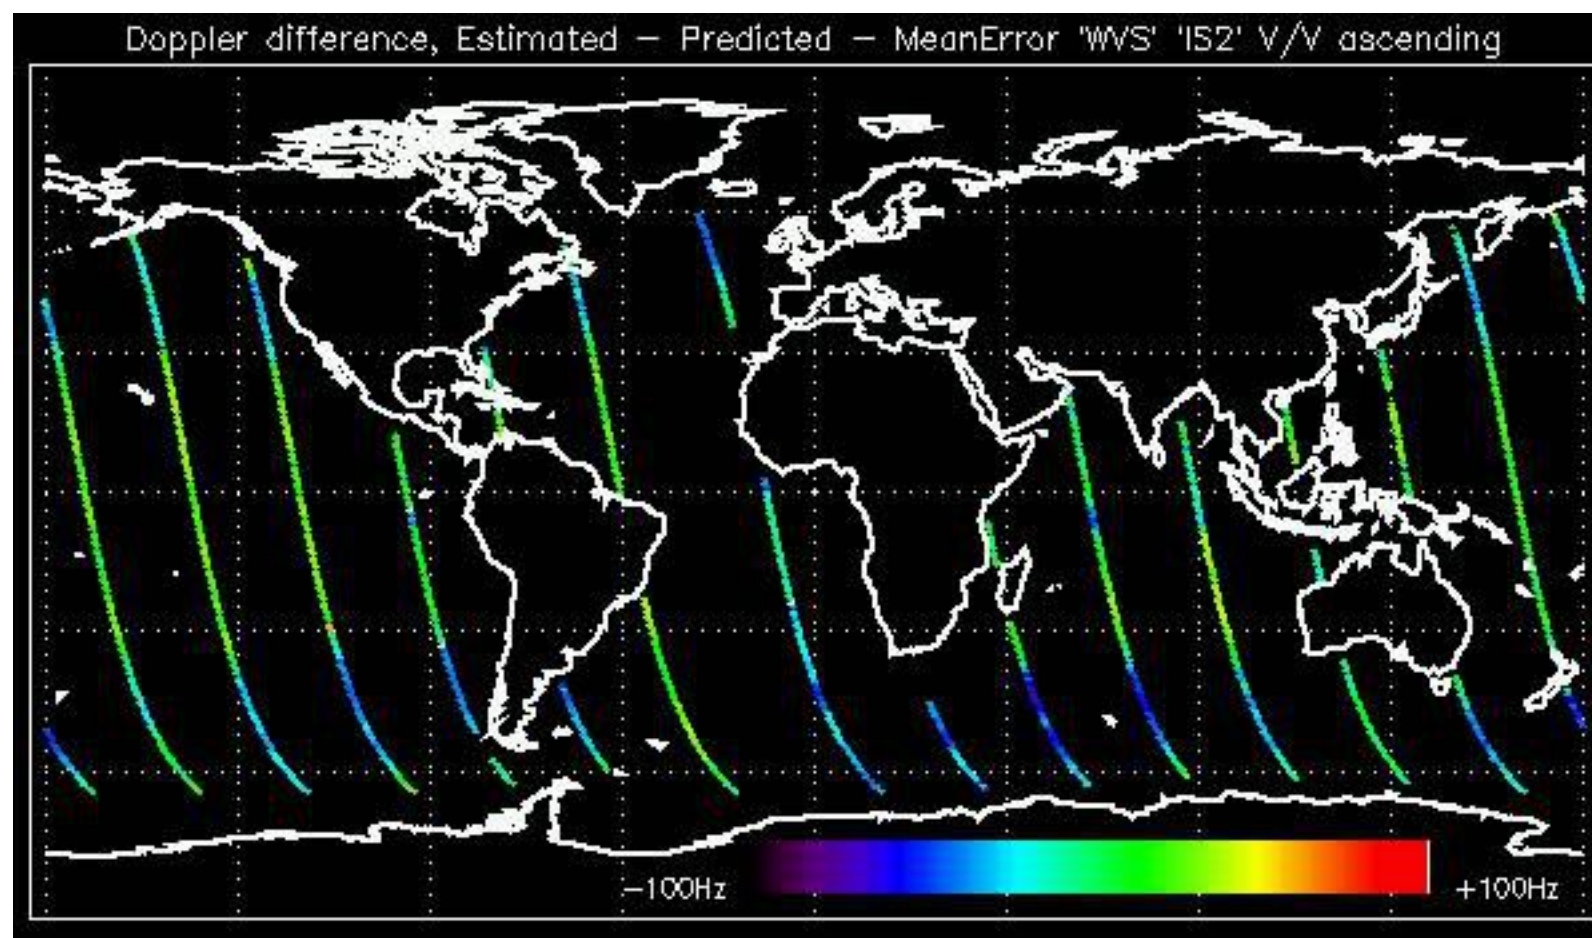 Doppler difference, Estimated – Predicted – MeanError 'WVS' 'IS2' V/V ascending
–100Hz +100Hz